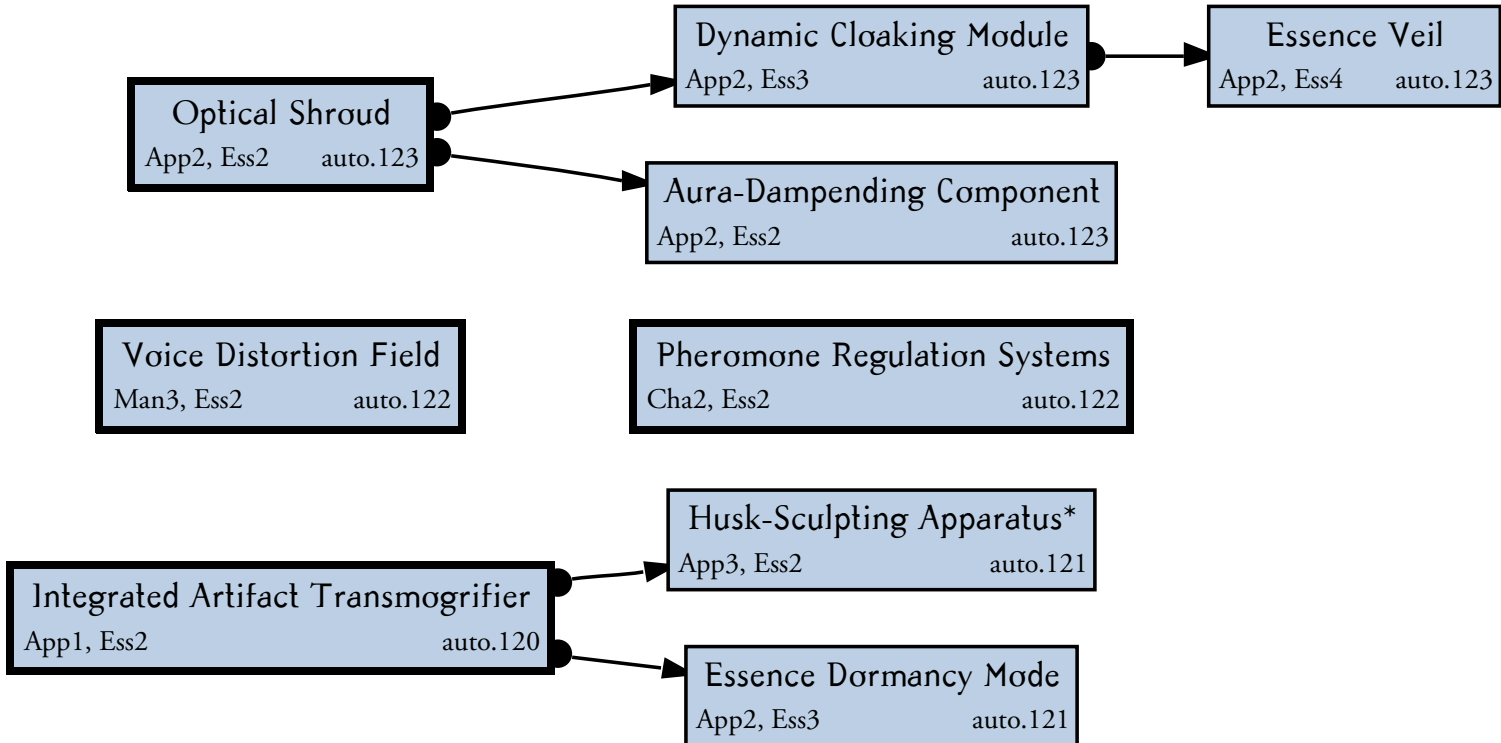 Dynamic Cloaking Module
App2, Ess3 auto.123
Essence Veil
App2, Ess4 auto.123
Optical Shroud
App2, Ess2 auto.123
Aura-Dampending Component
App2, Ess2 auto.123
Voice Distortion Field
Man3, Ess2 auto.122
Pheromone Regulation Systems
Cha2, Ess2 auto.122
Husk-Sculpting Apparatus*
App3, Ess2 auto.121
Integrated Artifact Transmogrifier
App1, Ess2 auto.120
Essence Dormancy Mode
App2, Ess3 auto.121